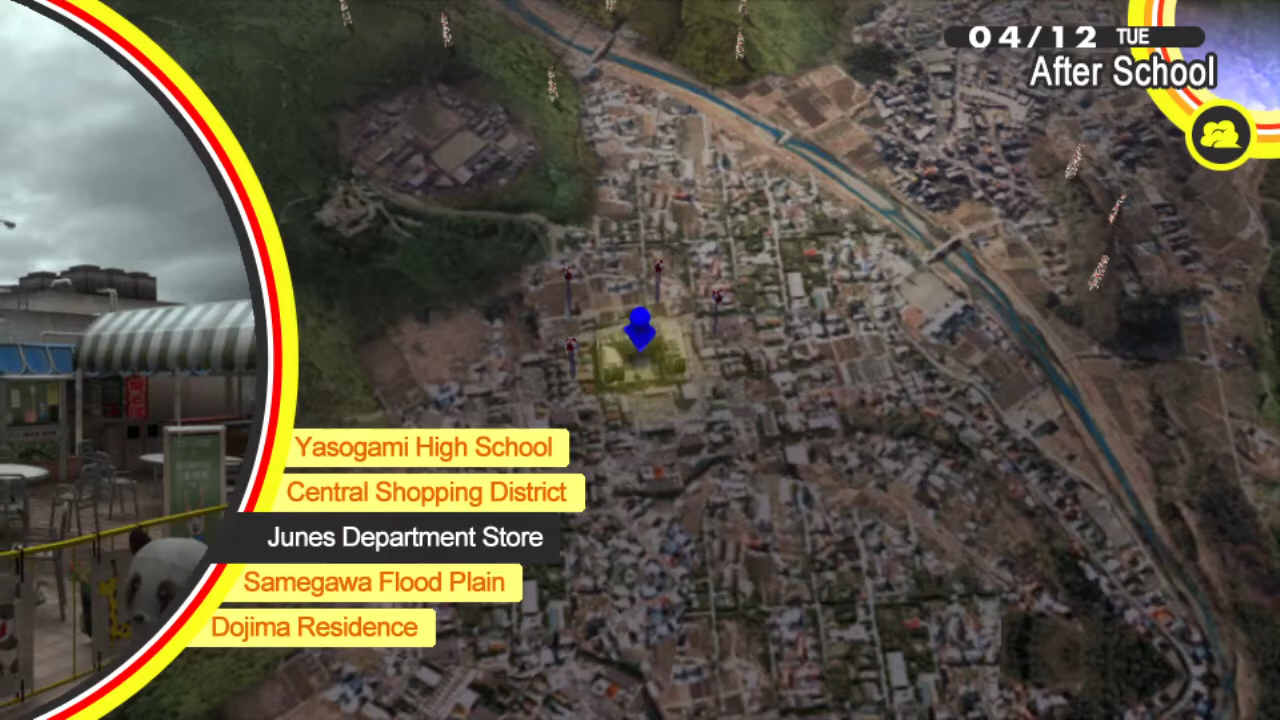 04/12 TUE
After School
Yasogami High School
Central Shopping District
Junes Department Store
Samegawa Flood Plain
Dojima Residence